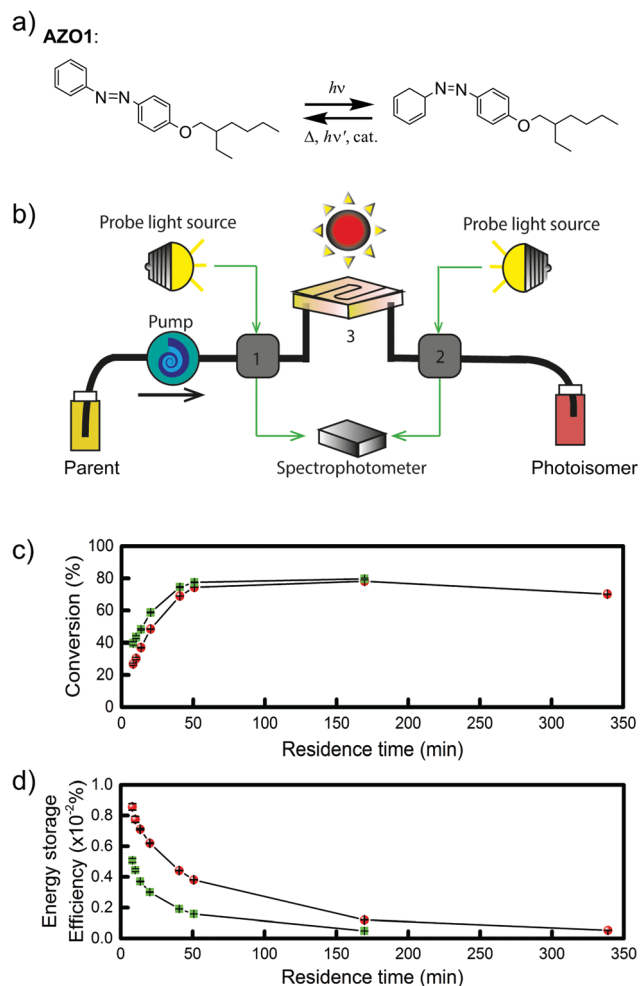 a)
AZO1:
N=N
O
hν
Δ, hν′, cat.
N=N
O
b)
Probe light source
Probe light source
Pump
1
3
2
Parent
Spectrophotometer
Photoisomer
c)
Conversion (%)
100
80
60
40
20
0
0 50 100 150 200 250 300 350
Residence time (min)
d)
Energy storage
Efficiency (x10⁻²%)
1.0
0.8
0.6
0.4
0.2
0.0
0 50 100 150 200 250 300 350
Residence time (min)